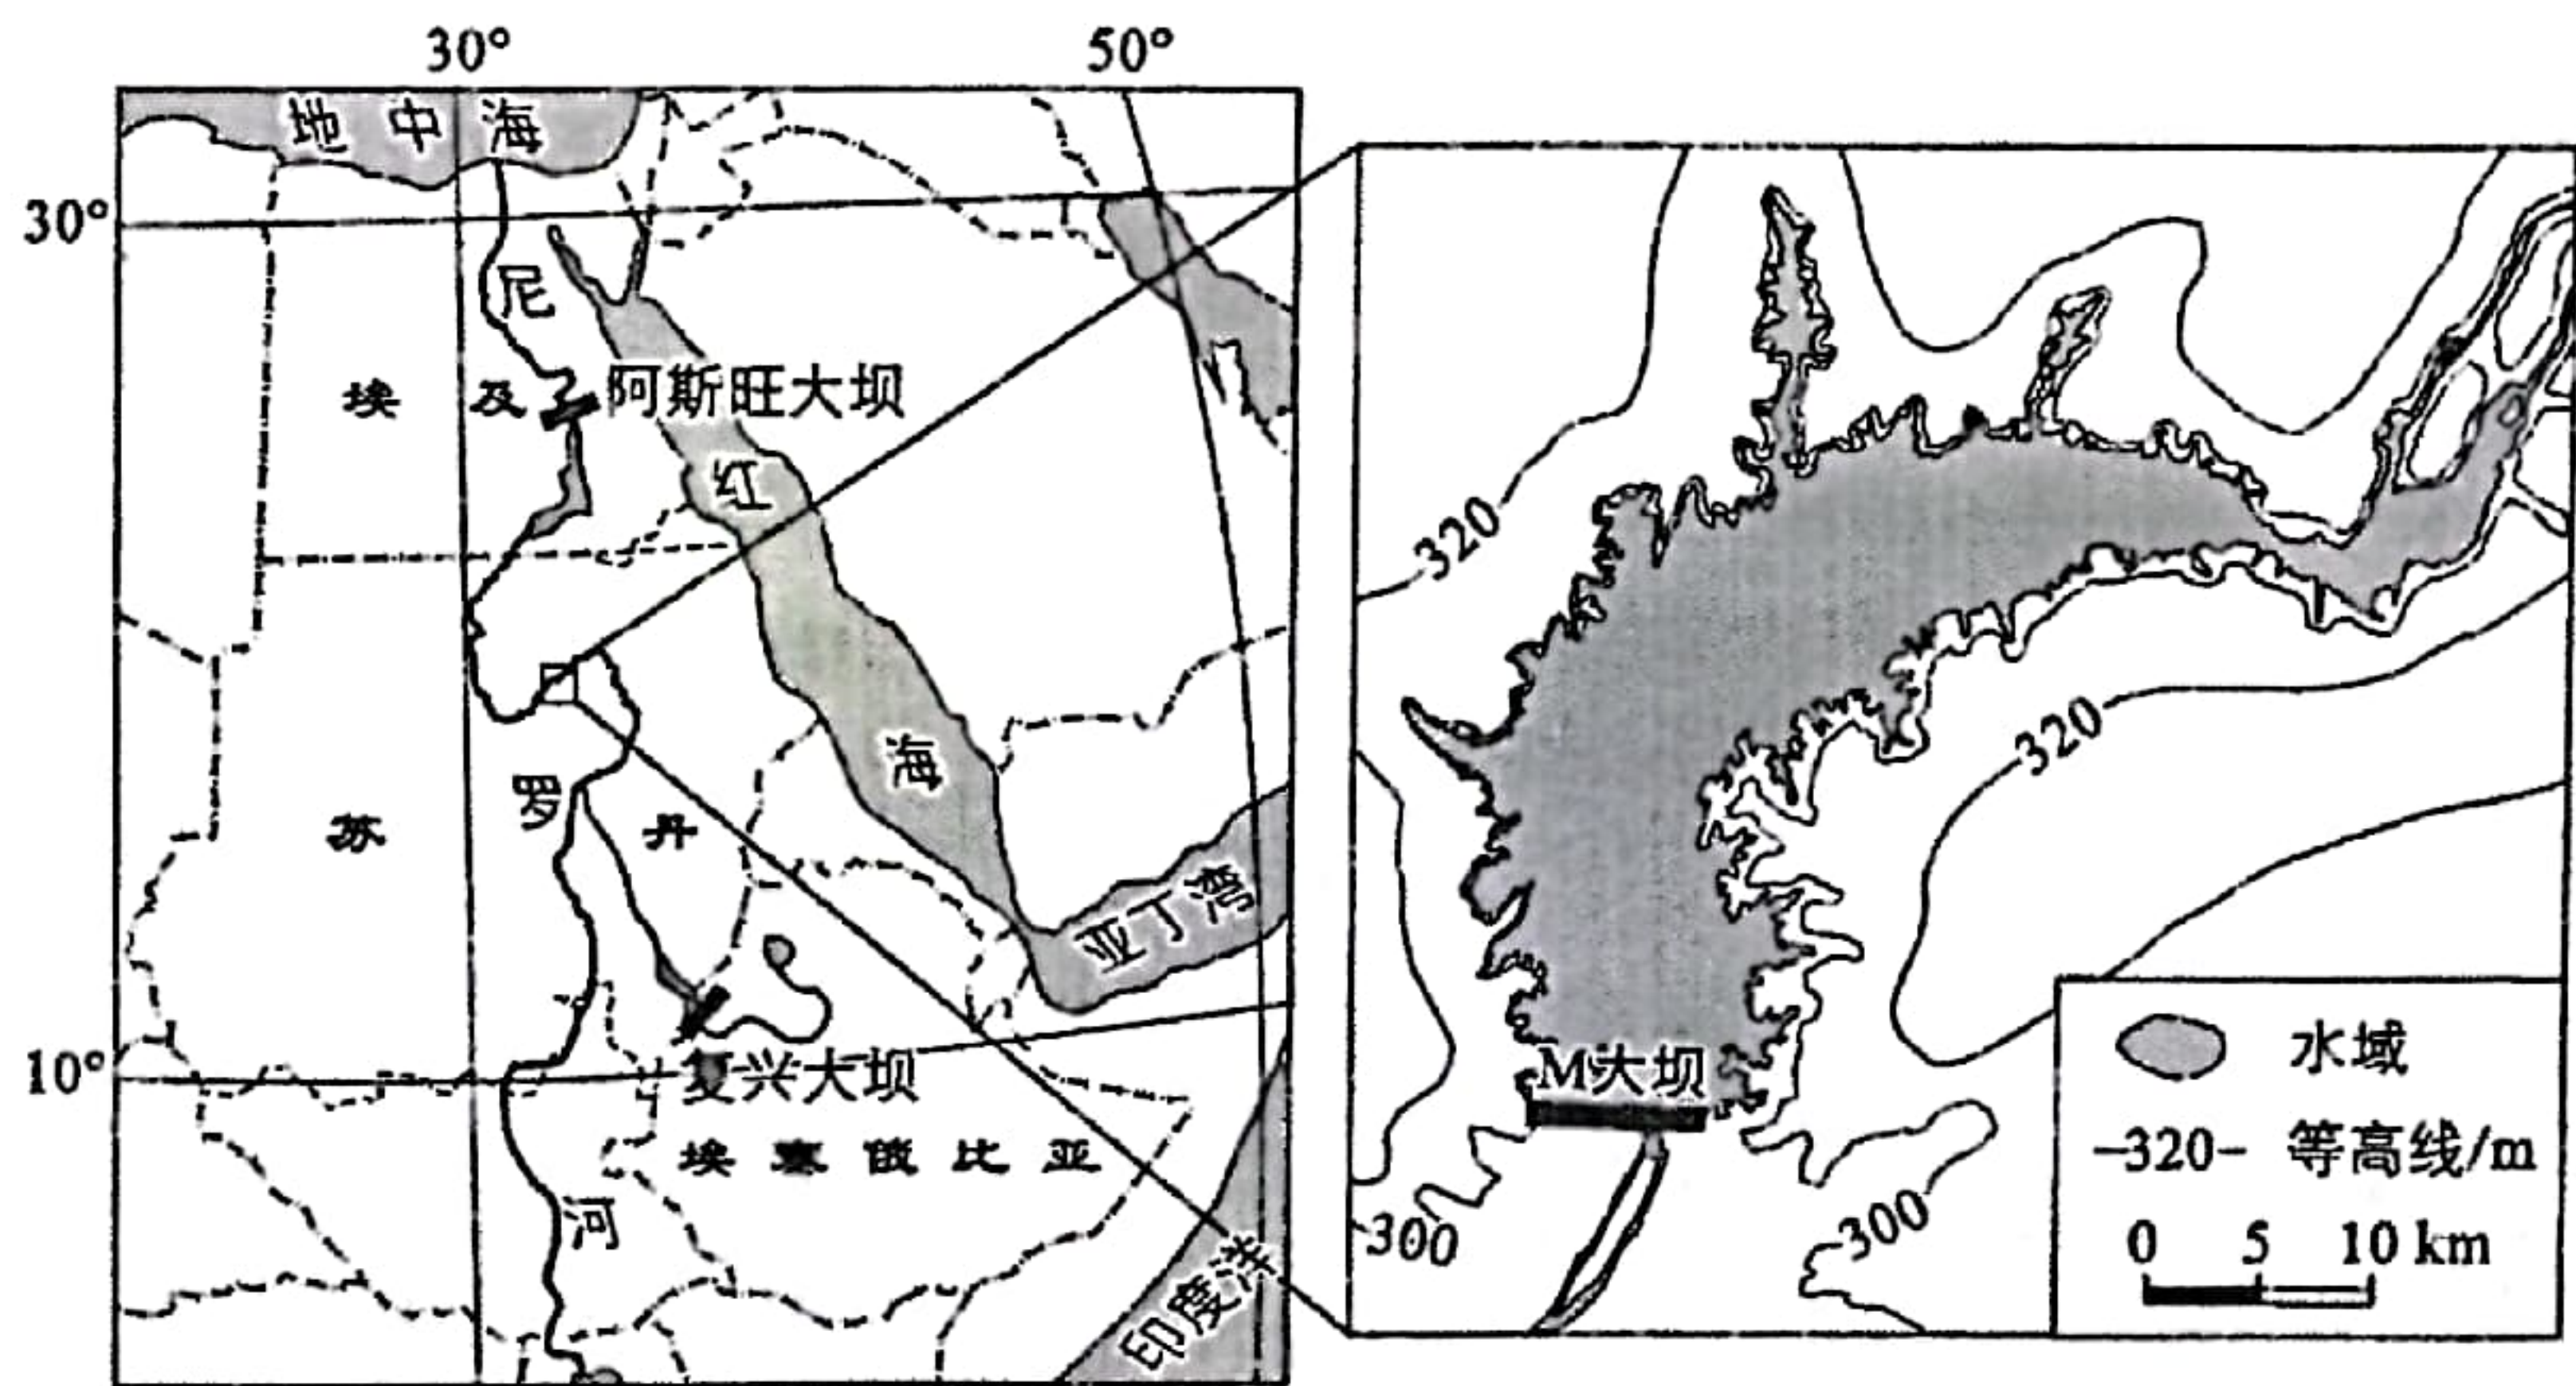 30°
50°
地中海
30°
尼
埃及
阿斯旺大坝
红
320
320
海
罗
苏丹
亚丁湾
10°
复兴大坝
M大坝
水域
埃塞俄比亚
-320- 等高线/m
河
300
300
0 5 10 km
印度洋